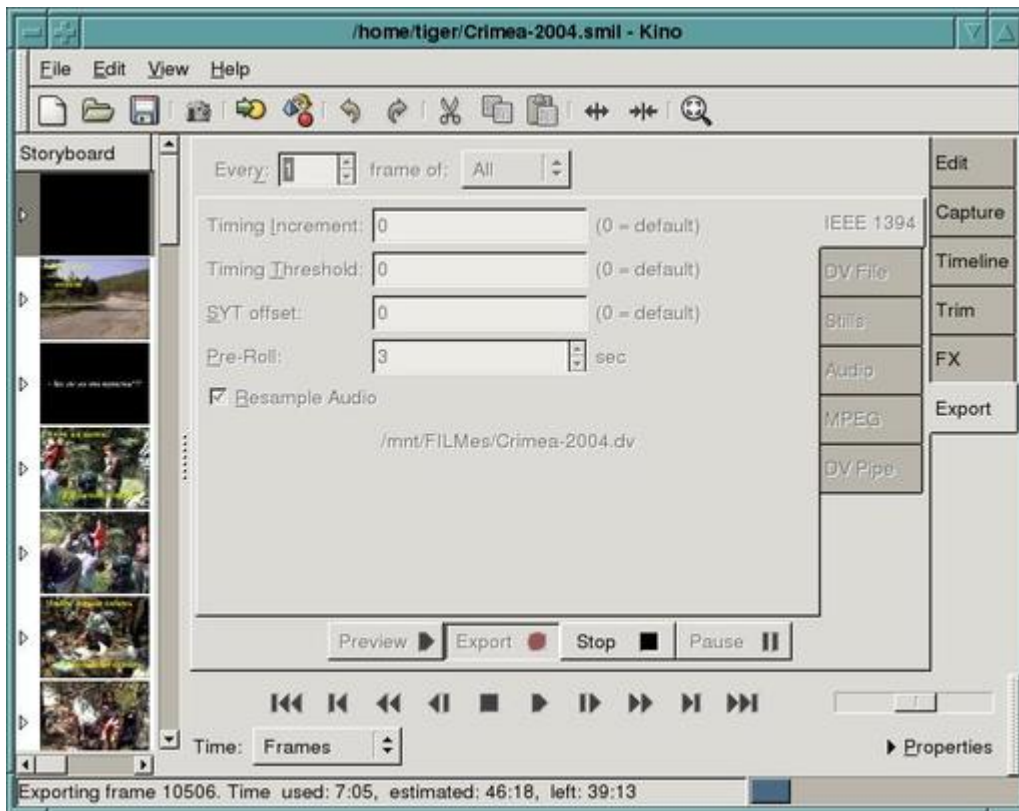 /home/tiger/Crimea-2004.smil - Kino
File Edit View Help
Storyboard
Every: 1 frame of: All
Timing Increment: 0 (0 = default)
Timing Threshold: 0 (0 = default)
SYT offset: 0 (0 = default)
Pre-Roll: 3 sec
Resample Audio
/mnt/FILMes/Crimea-2004.dv
IEEE 1394
DV File
Stills
Audio
MPEG
DV Pipe
Edit
Capture
Timeline
Trim
FX
Export
Preview Export Stop Pause
Time: Frames
Properties
Exporting frame 10506. Time used: 7:05, estimated: 46:18, left: 39:13